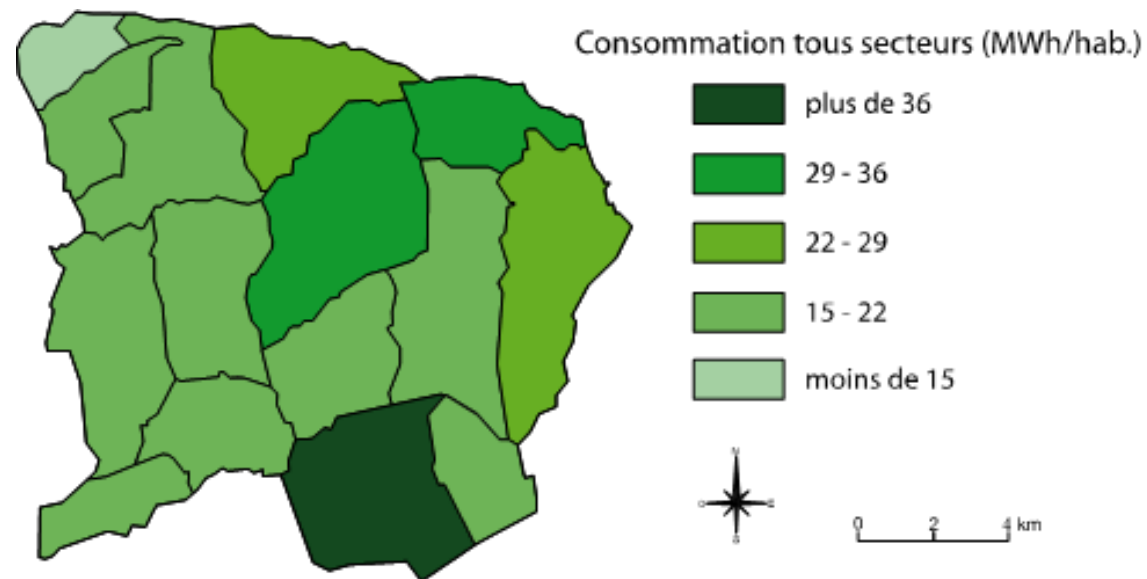 Consommation tous secteurs (MWh/hab.)
plus de 36
29 - 36
22 - 29
15 - 22
moins de 15
N
O
E
S
0 2 4 km